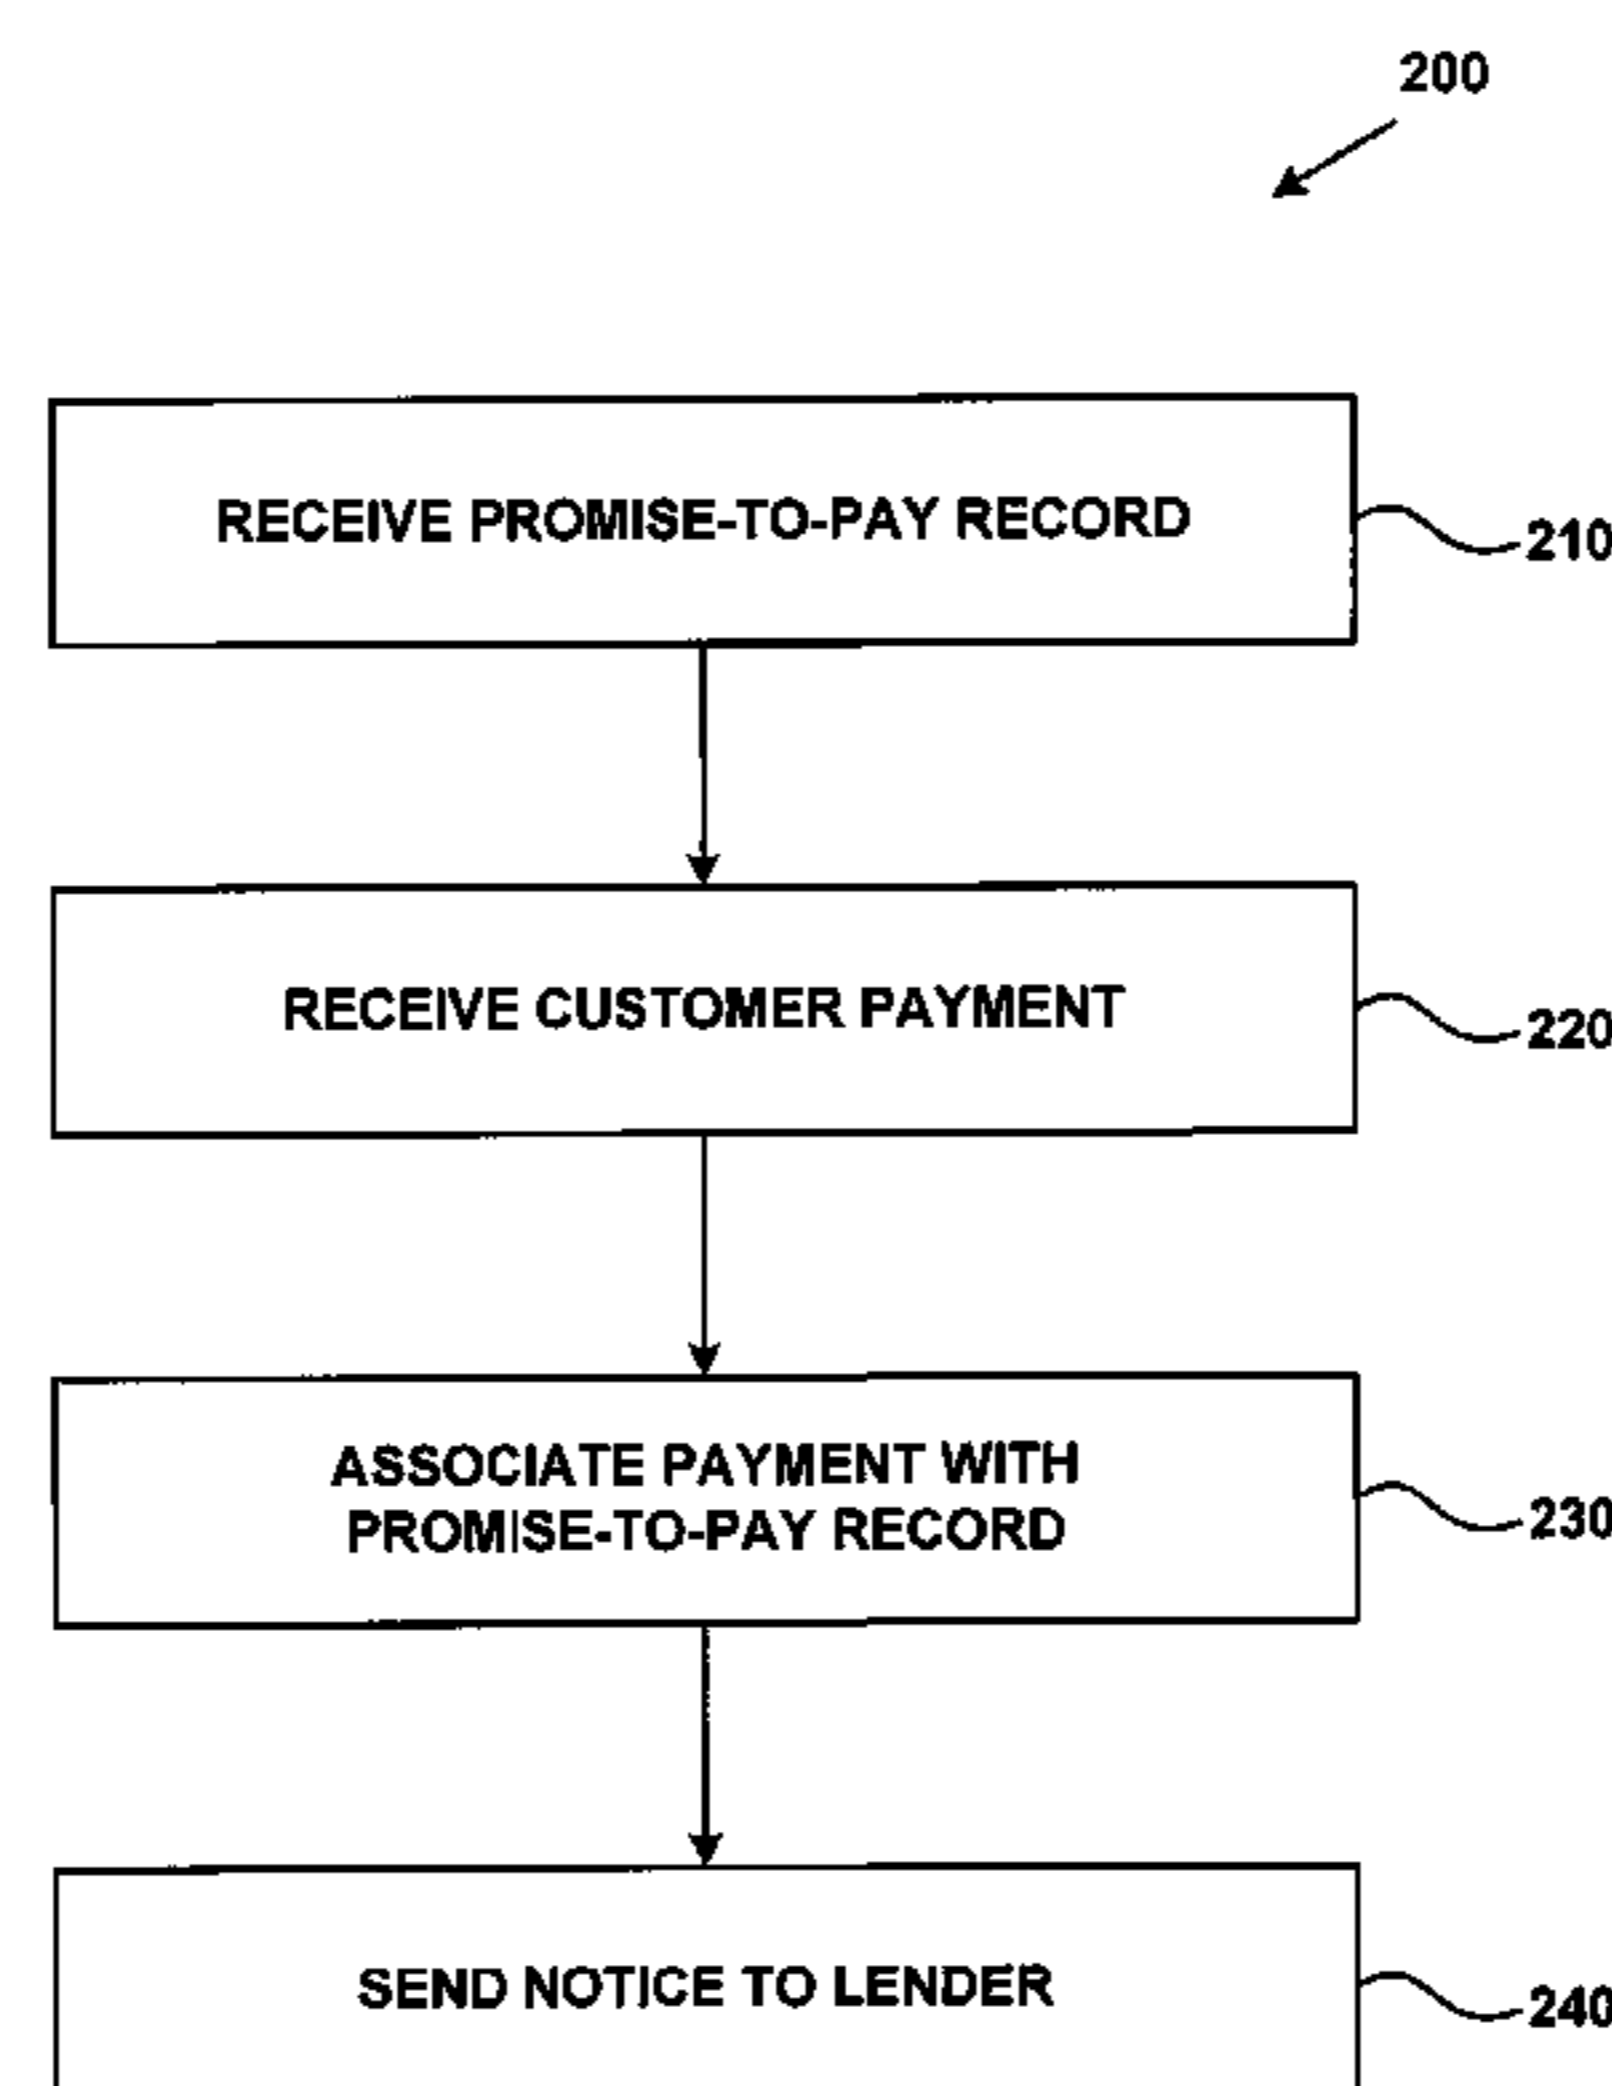 200
RECEIVE PROMISE-TO-PAY RECORD
210
RECEIVE CUSTOMER PAYMENT
220
ASSOCIATE PAYMENT WITH
PROMISE-TO-PAY RECORD
230
SEND NOTICE TO LENDER
240